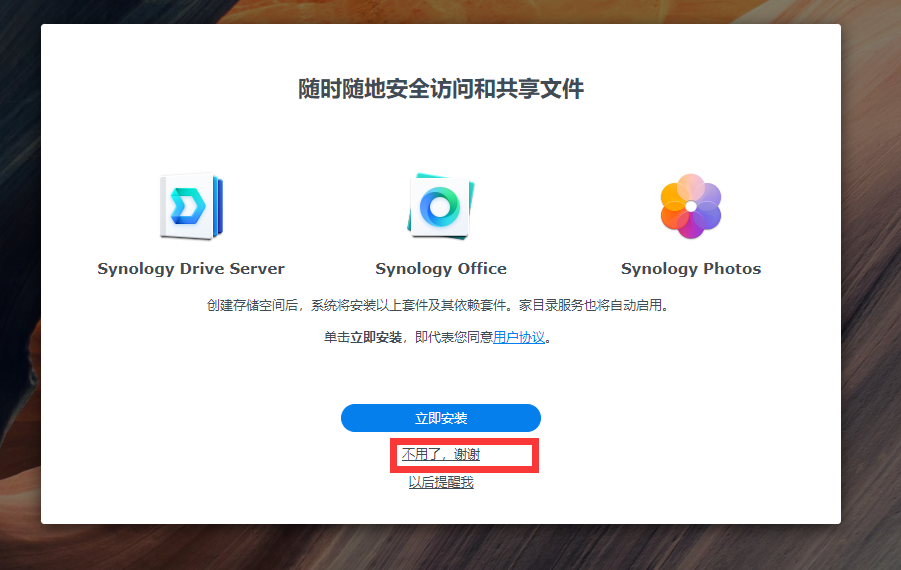 随时随地安全访问和共享文件
Synology Drive Server
Synology Office
Synology Photos
创建存储空间后，系统将安装以上套件及其依赖套件。家目录服务也将自动启用。
单击立即安装，即代表您同意用户协议。
立即安装
不用了，谢谢
以后提醒我